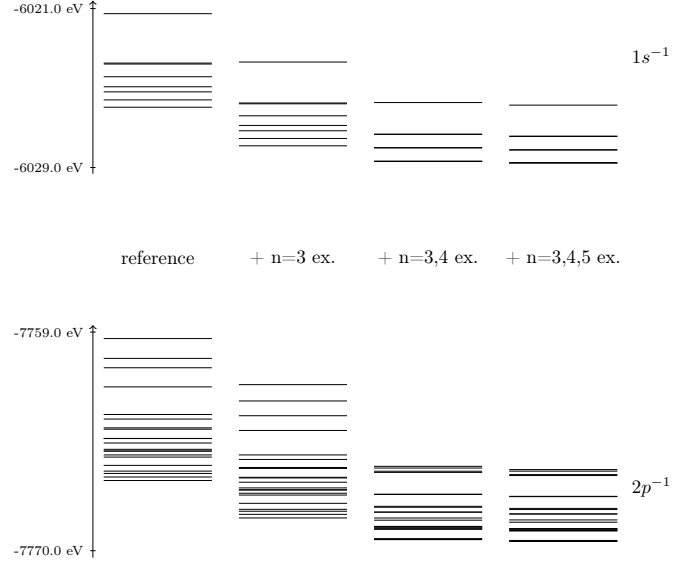 -6021.0 eV
1s⁻¹
-6029.0 eV
reference + n=3 ex. + n=3,4 ex. + n=3,4,5 ex.
-7759.0 eV
2p⁻¹
-7770.0 eV